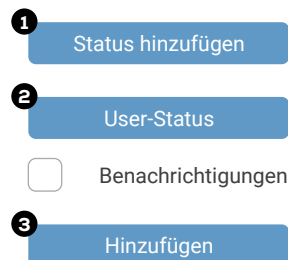 1
Status hinzufügen
2
User-Status
Benachrichtigungen
3
Hinzufügen